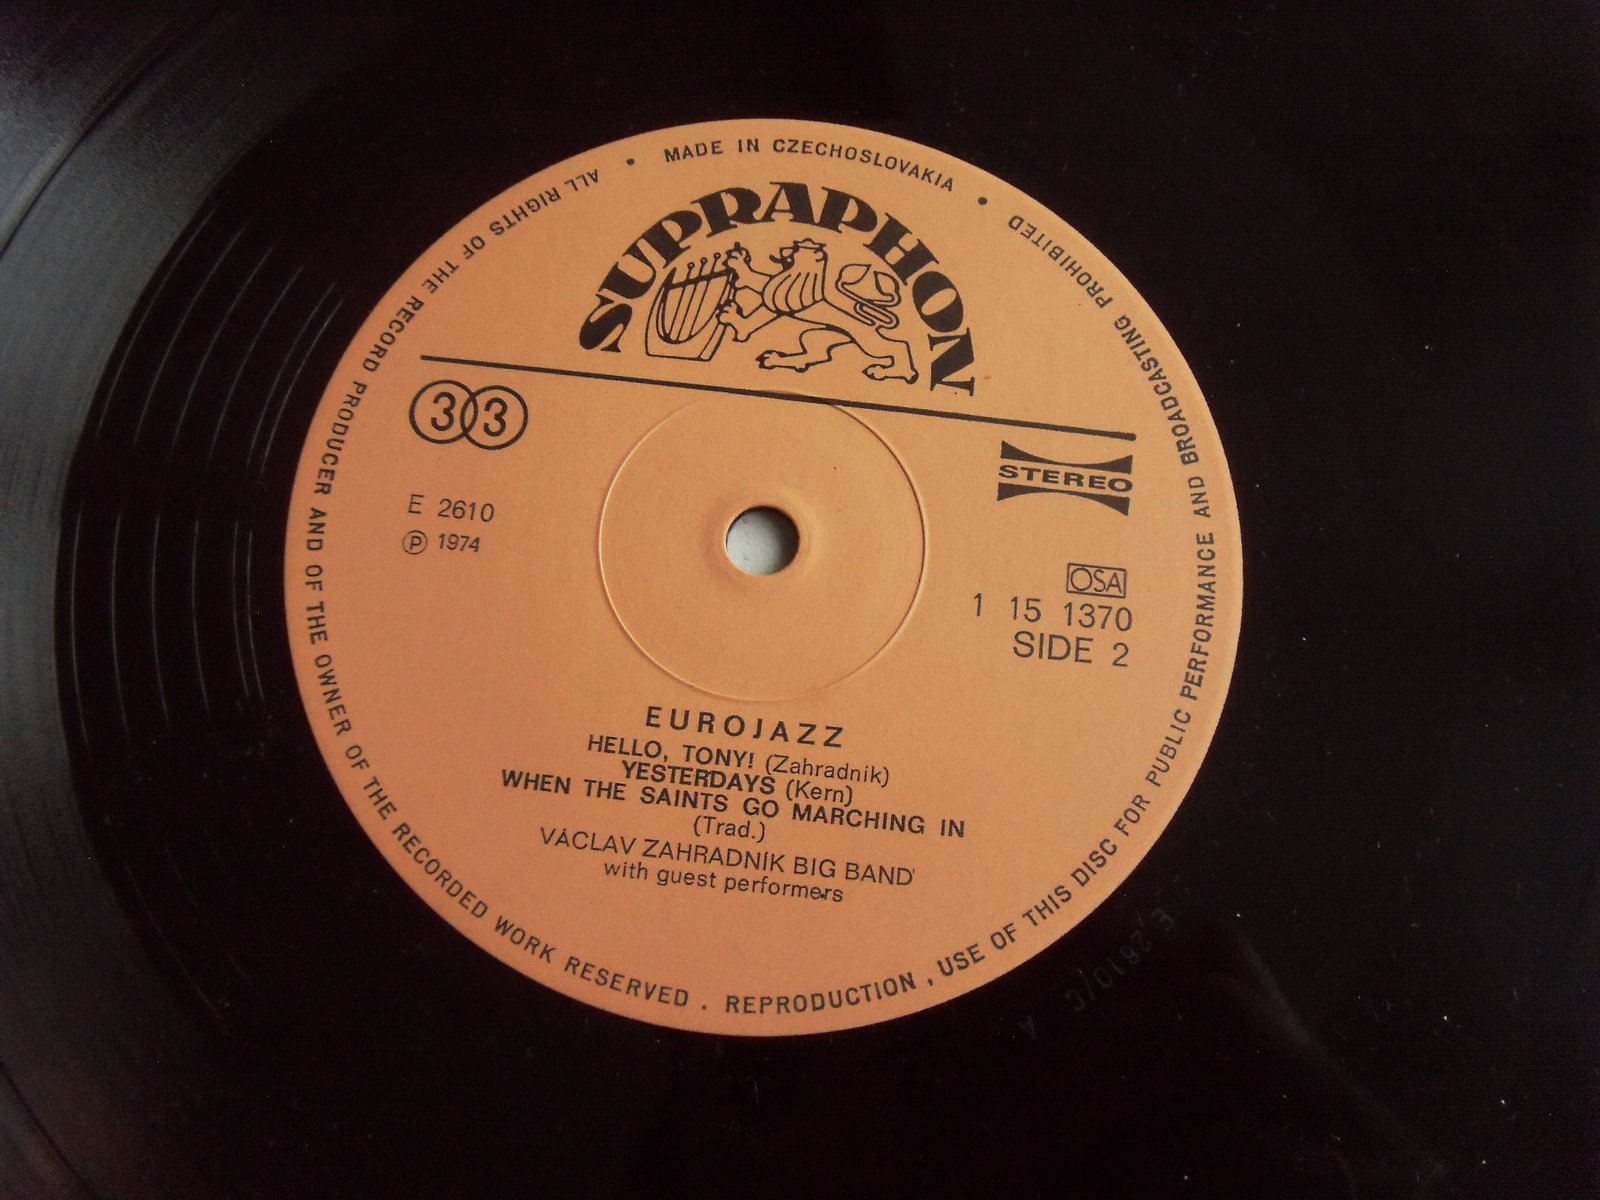 ALL RIGHTS OF THE RECORD PRODUCER AND OF THE OWNER OF THE RECORDED WORK RESERVED . REPRODUCTION , USE OF THIS DISC FOR PUBLIC PERFORMANCE AND BROADCASTING PROHIBITED
• MADE IN CZECHOSLOVAKIA •
SUPRAPHON
33
STEREO
E 2610
Ⓟ 1974
OSA
1 15 1370
SIDE 2
EUROJAZZ
HELLO, TONY! (Zahradník)
YESTERDAYS (Kern)
WHEN THE SAINTS GO MARCHING IN
(Trad.)
VÁCLAV ZAHRADNÍK BIG BAND
with guest performers